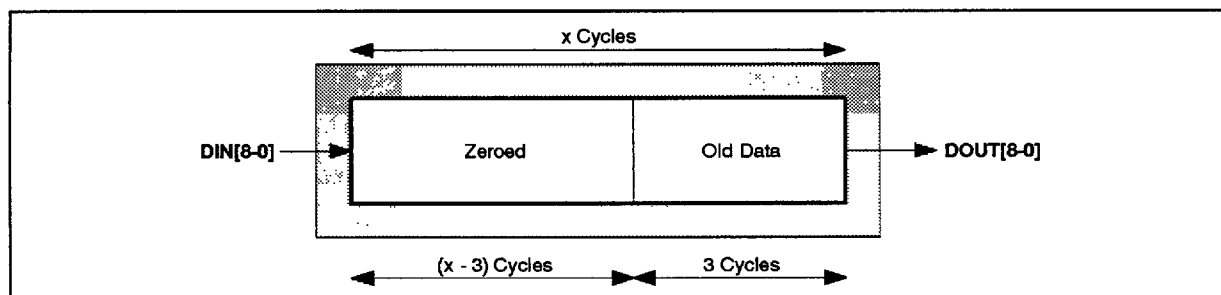 x Cycles
DIN[8-0] Zeroed Old Data DOUT[8-0]
(x - 3) Cycles 3 Cycles